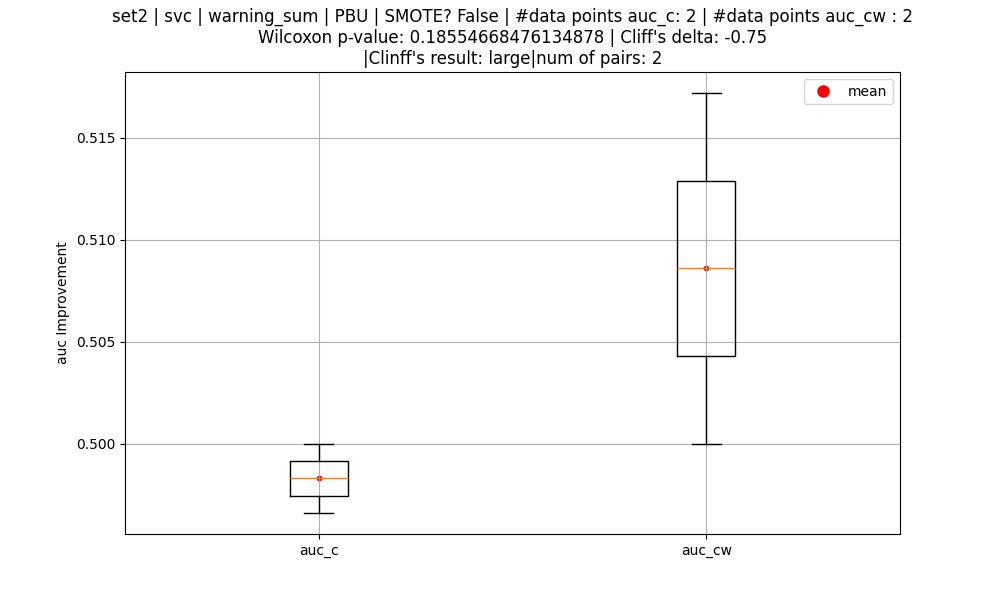 set2 | svc | warning_sum | PBU | SMOTE? False | #data points auc_c: 2 | #data points auc_cw : 2
Wilcoxon p-value: 0.18554668476134878 | Cliff's delta: -0.75
|Clinff's result: large|num of pairs: 2
mean
0.515
0.510
0.505
0.500
auc Improvement
auc_c
auc_cw